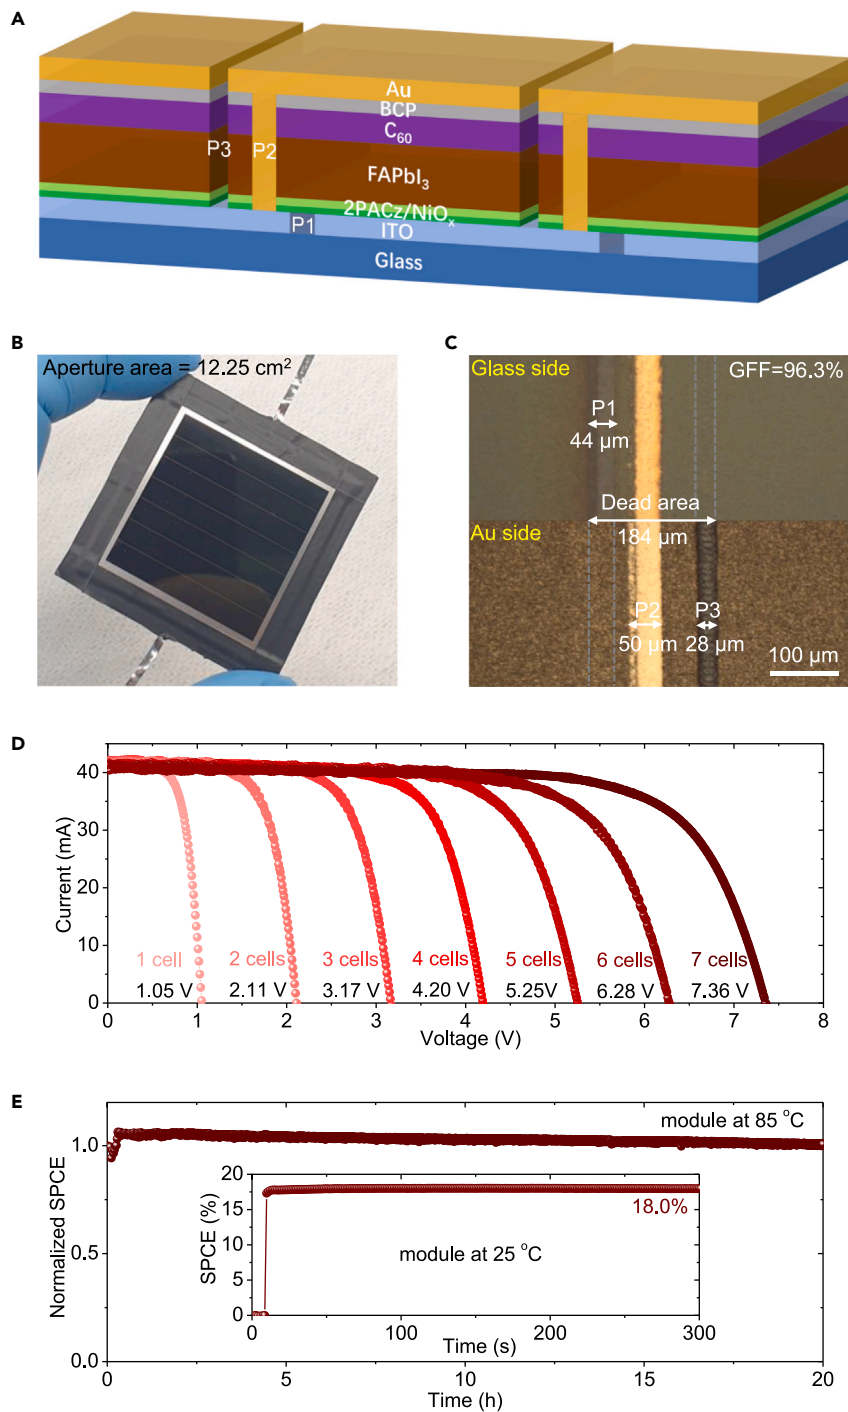 A
Au
BCP
C₆₀
P3
P2
FAPbI₃
2PACz/NiOₓ
P1
ITO
Glass
B
Aperture area = 12.25 cm²
C
Glass side
GFF=96.3%
P1
44 µm
Dead area
184 µm
Au side
P2
50 µm
P3
28 µm
100 µm
D
Current (mA)
40
30
20
10
0
1 cell
2 cells
3 cells
4 cells
5 cells
6 cells
7 cells
1.05 V
2.11 V
3.17 V
4.20 V
5.25V
6.28 V
7.36 V
0 1 2 3 4 5 6 7 8
Voltage (V)
E
Normalized SPCE
1.0
0.5
0.0
module at 85 °C
SPCE (%)
20
15
10
5
0
18.0%
module at 25 °C
0 100 200 300
Time (s)
0 5 10 15 20
Time (h)